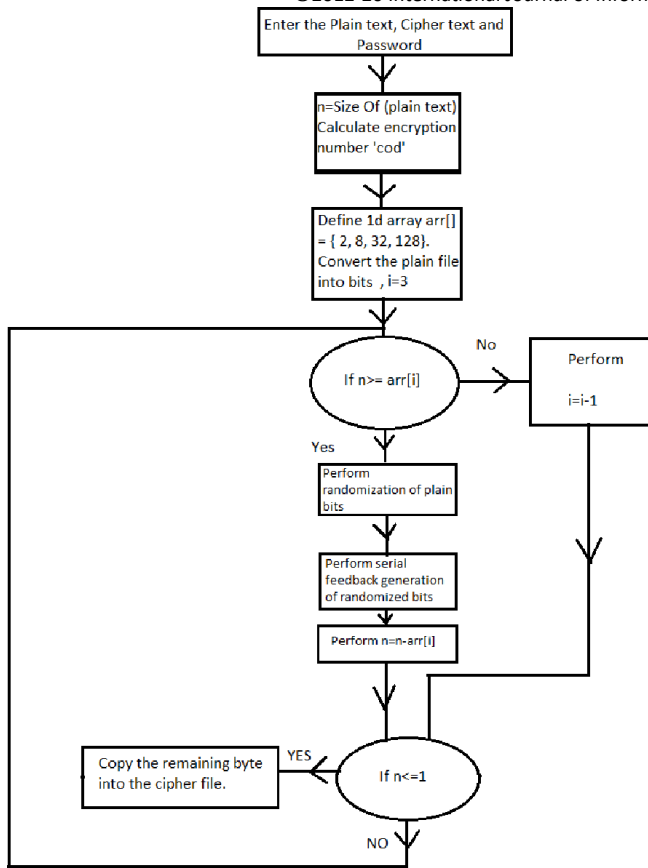 Enter the Plain text, Cipher text and
Password
n=Size Of (plain text)
Calculate encryption
number 'cod'
Define 1d array arr[]
= { 2, 8, 32, 128}.
Convert the plain file
into bits , i=3
If n>= arr[i]
No
Perform
i=i-1
Yes
Perform
randomization of plain
bits
Perform serial
feedback generation
of randomized bits
Perform n=n-arr[i]
If n<=1
YES
Copy the remaining byte
into the cipher file.
NO